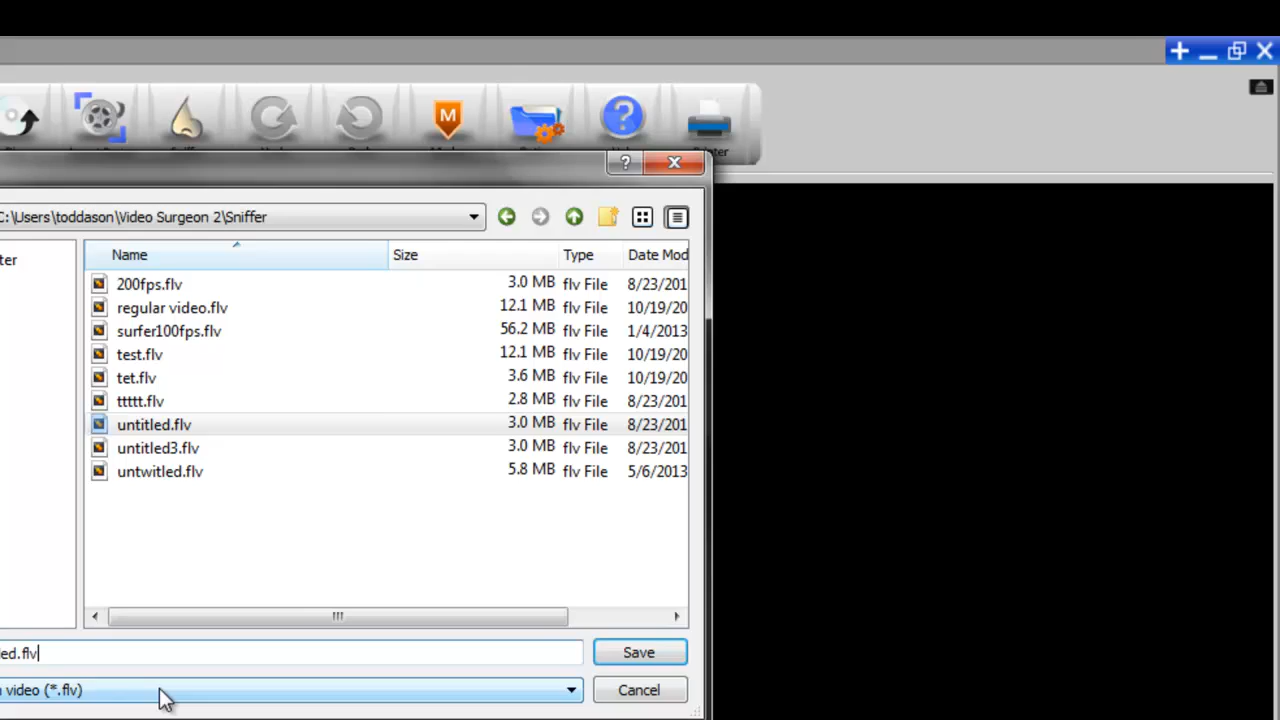 M
?
Printer
?
C:\Users\toddason\Video Surgeon 2\Sniffer
ter
Name Size Type Date Mod
200fps.flv 3.0 MB flv File 8/23/201
regular video.flv 12.1 MB flv File 10/19/20
surfer100fps.flv 56.2 MB flv File 1/4/2013
test.flv 12.1 MB flv File 10/19/20
tet.flv 3.6 MB flv File 10/19/20
ttttt.flv 2.8 MB flv File 8/23/201
untitled.flv 3.0 MB flv File 8/23/201
untitled3.flv 3.0 MB flv File 8/23/201
untwitled.flv 5.8 MB flv File 5/6/2013
led.flv Save
video (*.flv) Cancel